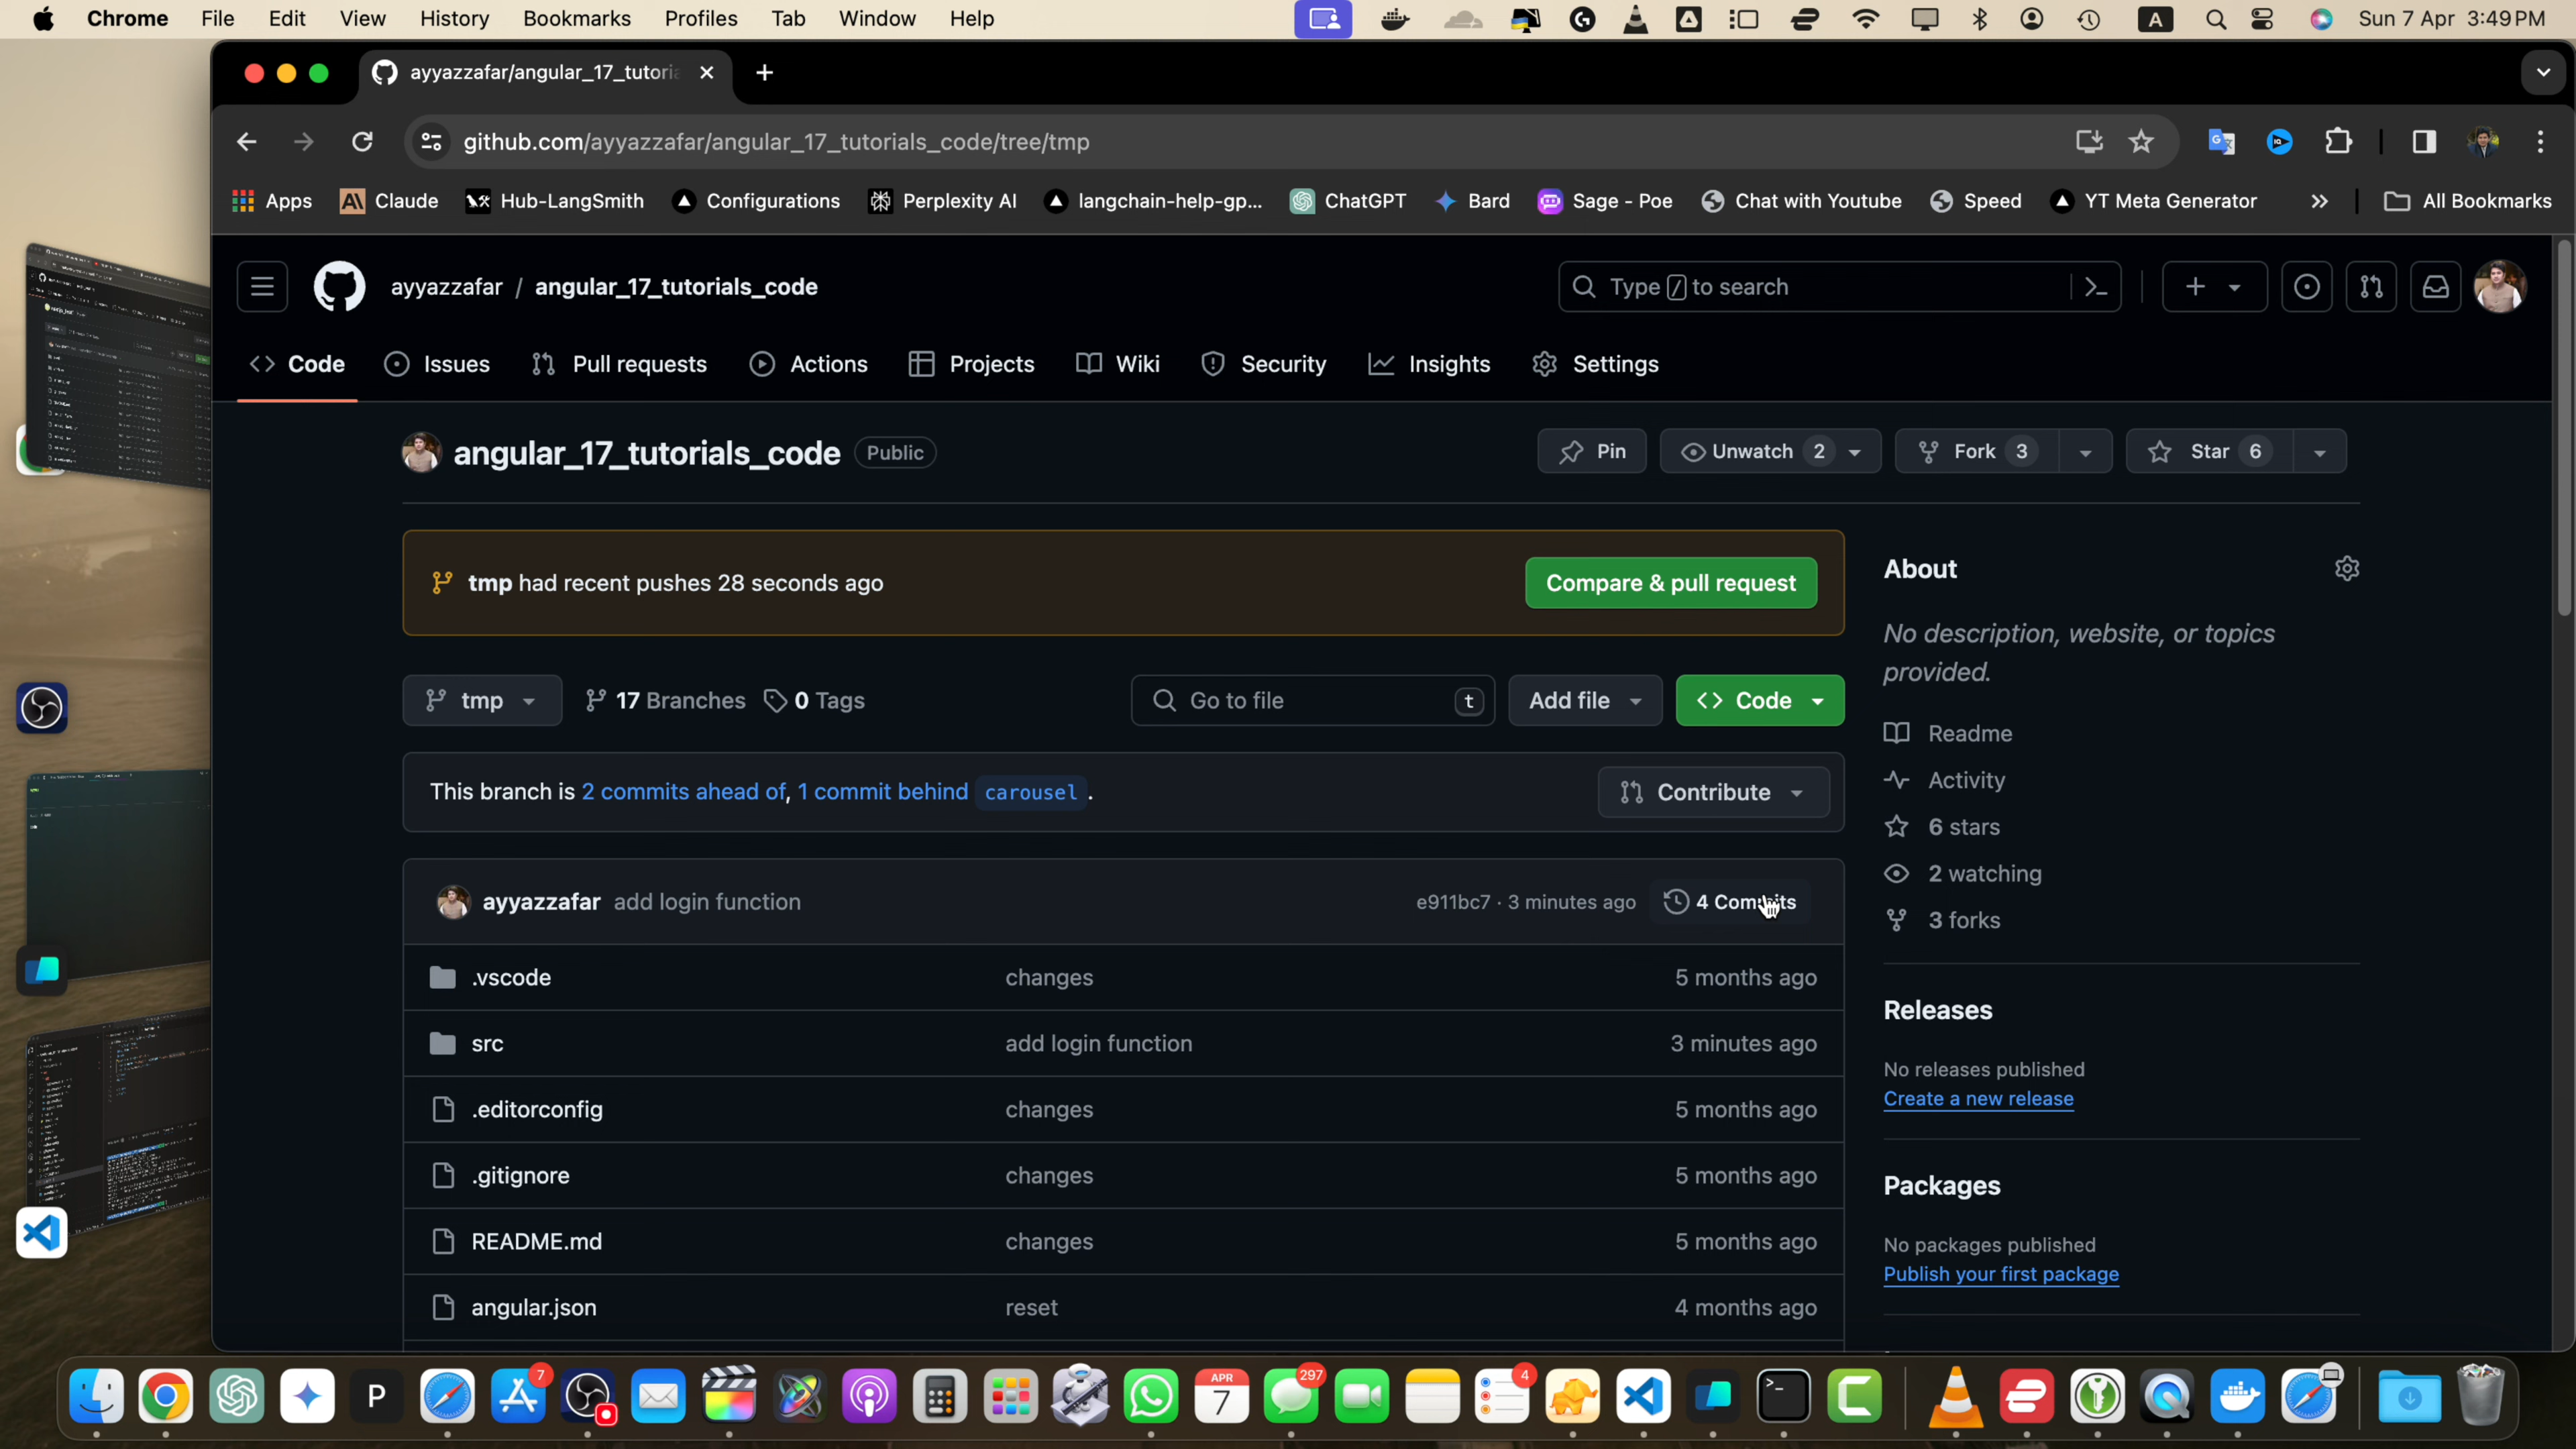 Chrome File Edit View History Bookmarks Profiles Tab Window Help A Sun 7 Apr 3:49 PM
ayyazzafar/angular_17_tutoria
github.com/ayyazzafar/angular_17_tutorials_code/tree/tmp
Apps Claude Hub-LangSmith Configurations Perplexity AI langchain-help-gp... ChatGPT Bard Sage - Poe Chat with Youtube Speed YT Meta Generator » All Bookmarks
ayyazzafar / angular_17_tutorials_code Type / to search
Code Issues Pull requests Actions Projects Wiki Security Insights Settings
angular_17_tutorials_code Public Pin Unwatch 2 Fork 3 Star 6
tmp had recent pushes 28 seconds ago Compare & pull request
tmp 17 Branches 0 Tags Go to file t Add file Code
This branch is 2 commits ahead of, 1 commit behind carousel . Contribute
ayyazzafar add login function e911bc7 · 3 minutes ago 4 Commits
.vscode changes 5 months ago
src add login function 3 minutes ago
.editorconfig changes 5 months ago
.gitignore changes 5 months ago
README.md changes 5 months ago
angular.json reset 4 months ago
About
No description, website, or topics
provided.
Readme
Activity
6 stars
2 watching
3 forks
Releases
No releases published
Create a new release
Packages
No packages published
Publish your first package
7 P APR 7 297 4